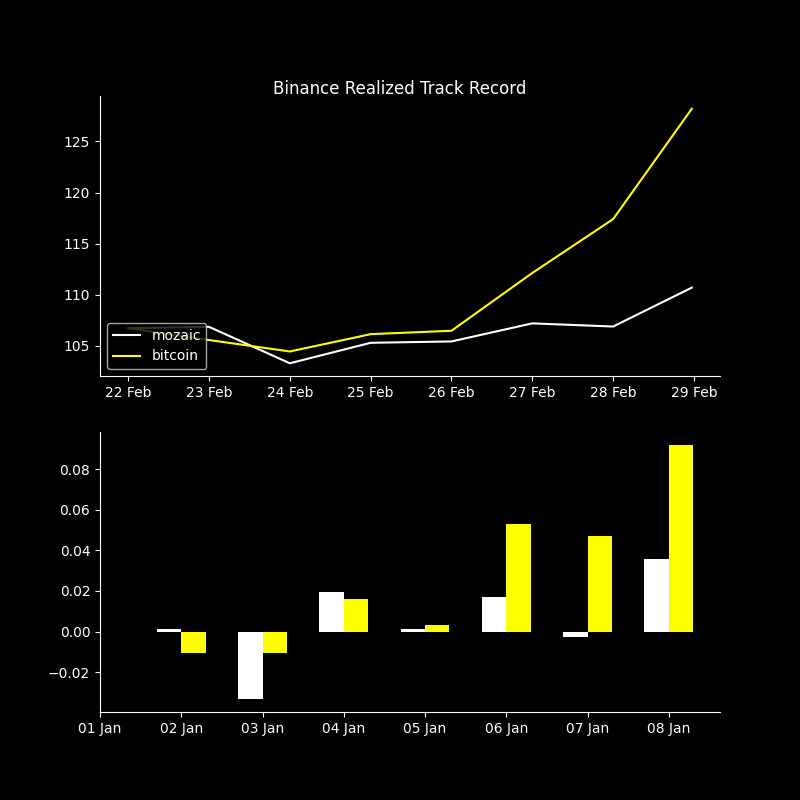 Binance Realized Track Record
125
120
115
110
105
mozaic
bitcoin
22 Feb 23 Feb 24 Feb 25 Feb 26 Feb 27 Feb 28 Feb 29 Feb
0.08
0.06
0.04
0.02
0.00
−0.02
01 Jan 02 Jan 03 Jan 04 Jan 05 Jan 06 Jan 07 Jan 08 Jan